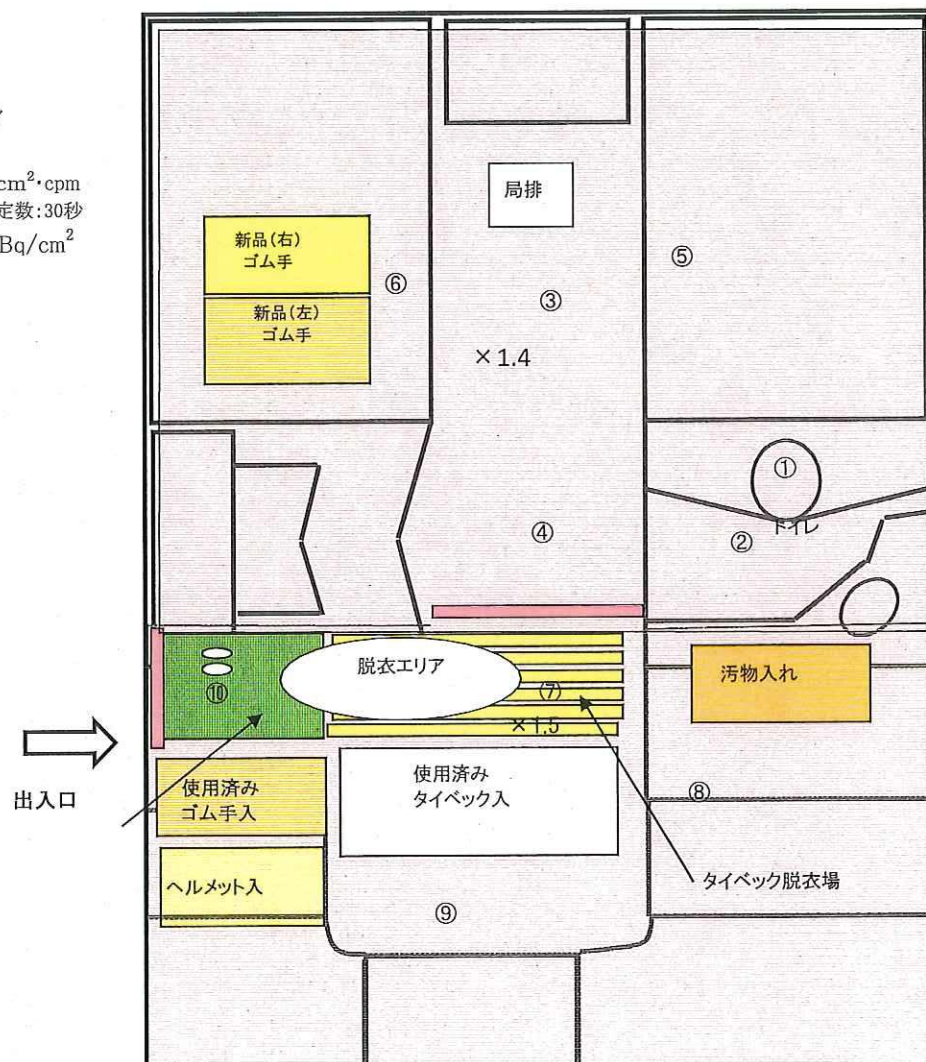 cm²・cpm
定数:30秒
Bq/cm²
局排
新品(右)
ゴム手
新品(左)
ゴム手
⑥
③
⑤
×1.4
①
④
②
トイレ
脱衣エリア
⑩
⑦
×1.5
汚物入れ
出入口
使用済み
ゴム手入
使用済み
タイベック入
⑧
ヘルメット入
タイベック脱衣場
⑨